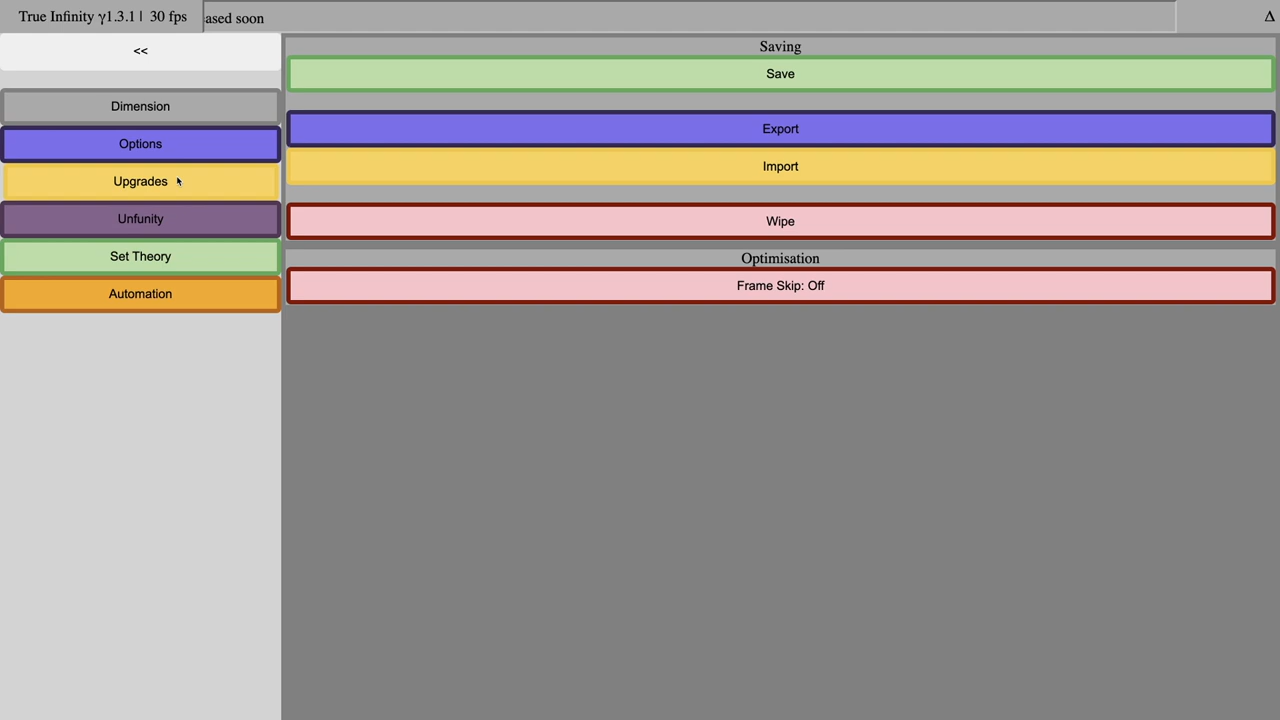 True Infinity γ1.3.1 | 30 fps
ased soon
Δ
<<
Dimension
Options
Upgrades
Unfunity
Set Theory
Automation
Saving
Save
Export
Import
Wipe
Optimisation
Frame Skip: Off